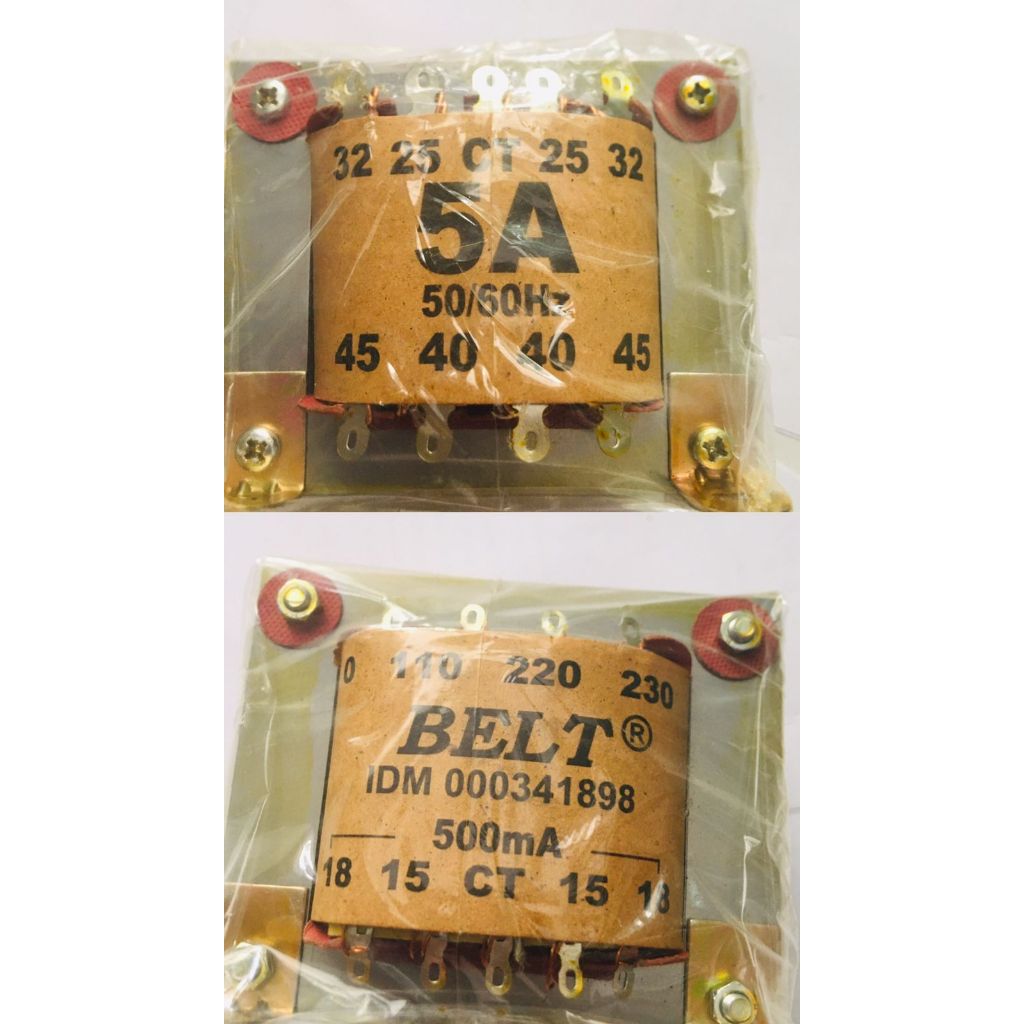 32 25 CT 25 32
5A
50/60Hz
45 40 40 45
0 110 220 230
BELT®
IDM 000341898
500mA
18 15 CT 15 18